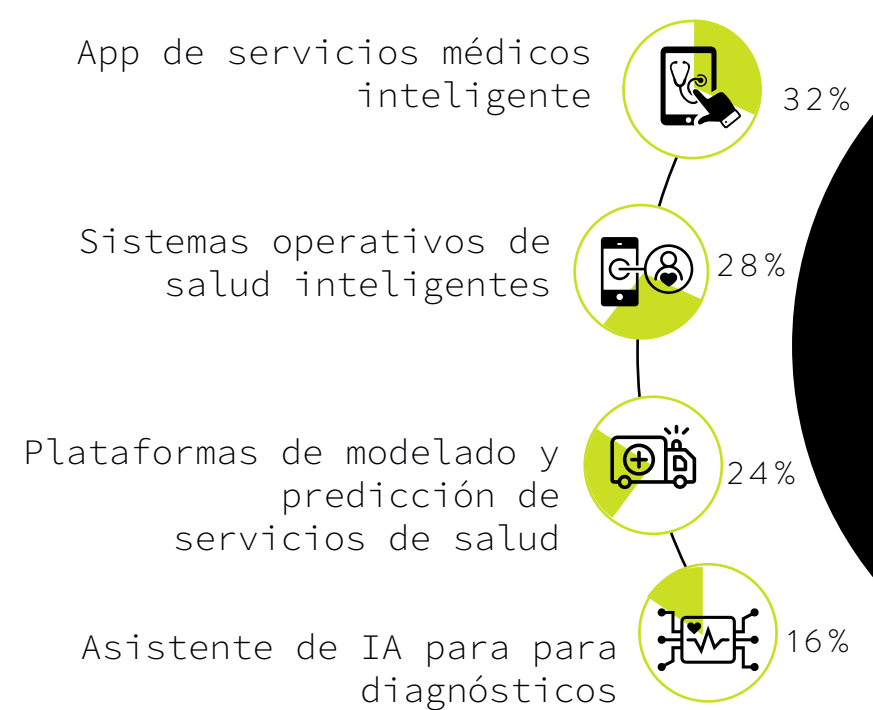 App de servicios médicos
inteligente
32%
Sistemas operativos de
salud inteligentes
28%
Plataformas de modelado y
predicción de
servicios de salud
24%
Asistente de IA para para
diagnósticos
16%